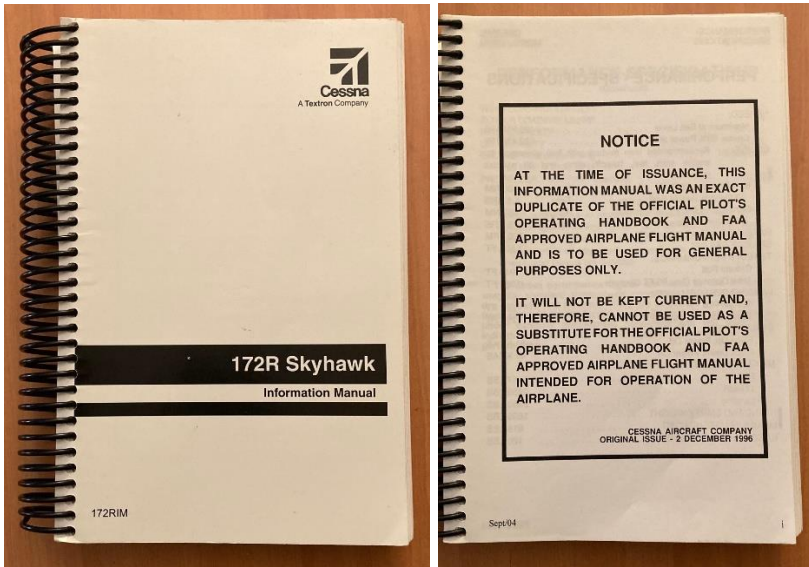 Cessna
A Textron Company
172R Skyhawk
Information Manual
172RIM
NOTICE
AT THE TIME OF ISSUANCE, THIS
INFORMATION MANUAL WAS AN EXACT
DUPLICATE OF THE OFFICIAL PILOT'S
OPERATING HANDBOOK AND FAA
APPROVED AIRPLANE FLIGHT MANUAL
AND IS TO BE USED FOR GENERAL
PURPOSES ONLY.
IT WILL NOT BE KEPT CURRENT AND,
THEREFORE, CANNOT BE USED AS A
SUBSTITUTE FOR THE OFFICIAL PILOT'S
OPERATING HANDBOOK AND FAA
APPROVED AIRPLANE FLIGHT MANUAL
INTENDED FOR OPERATION OF THE
AIRPLANE.
CESSNA AIRCRAFT COMPANY
ORIGINAL ISSUE - 2 DECEMBER 1996
Sept/04
i